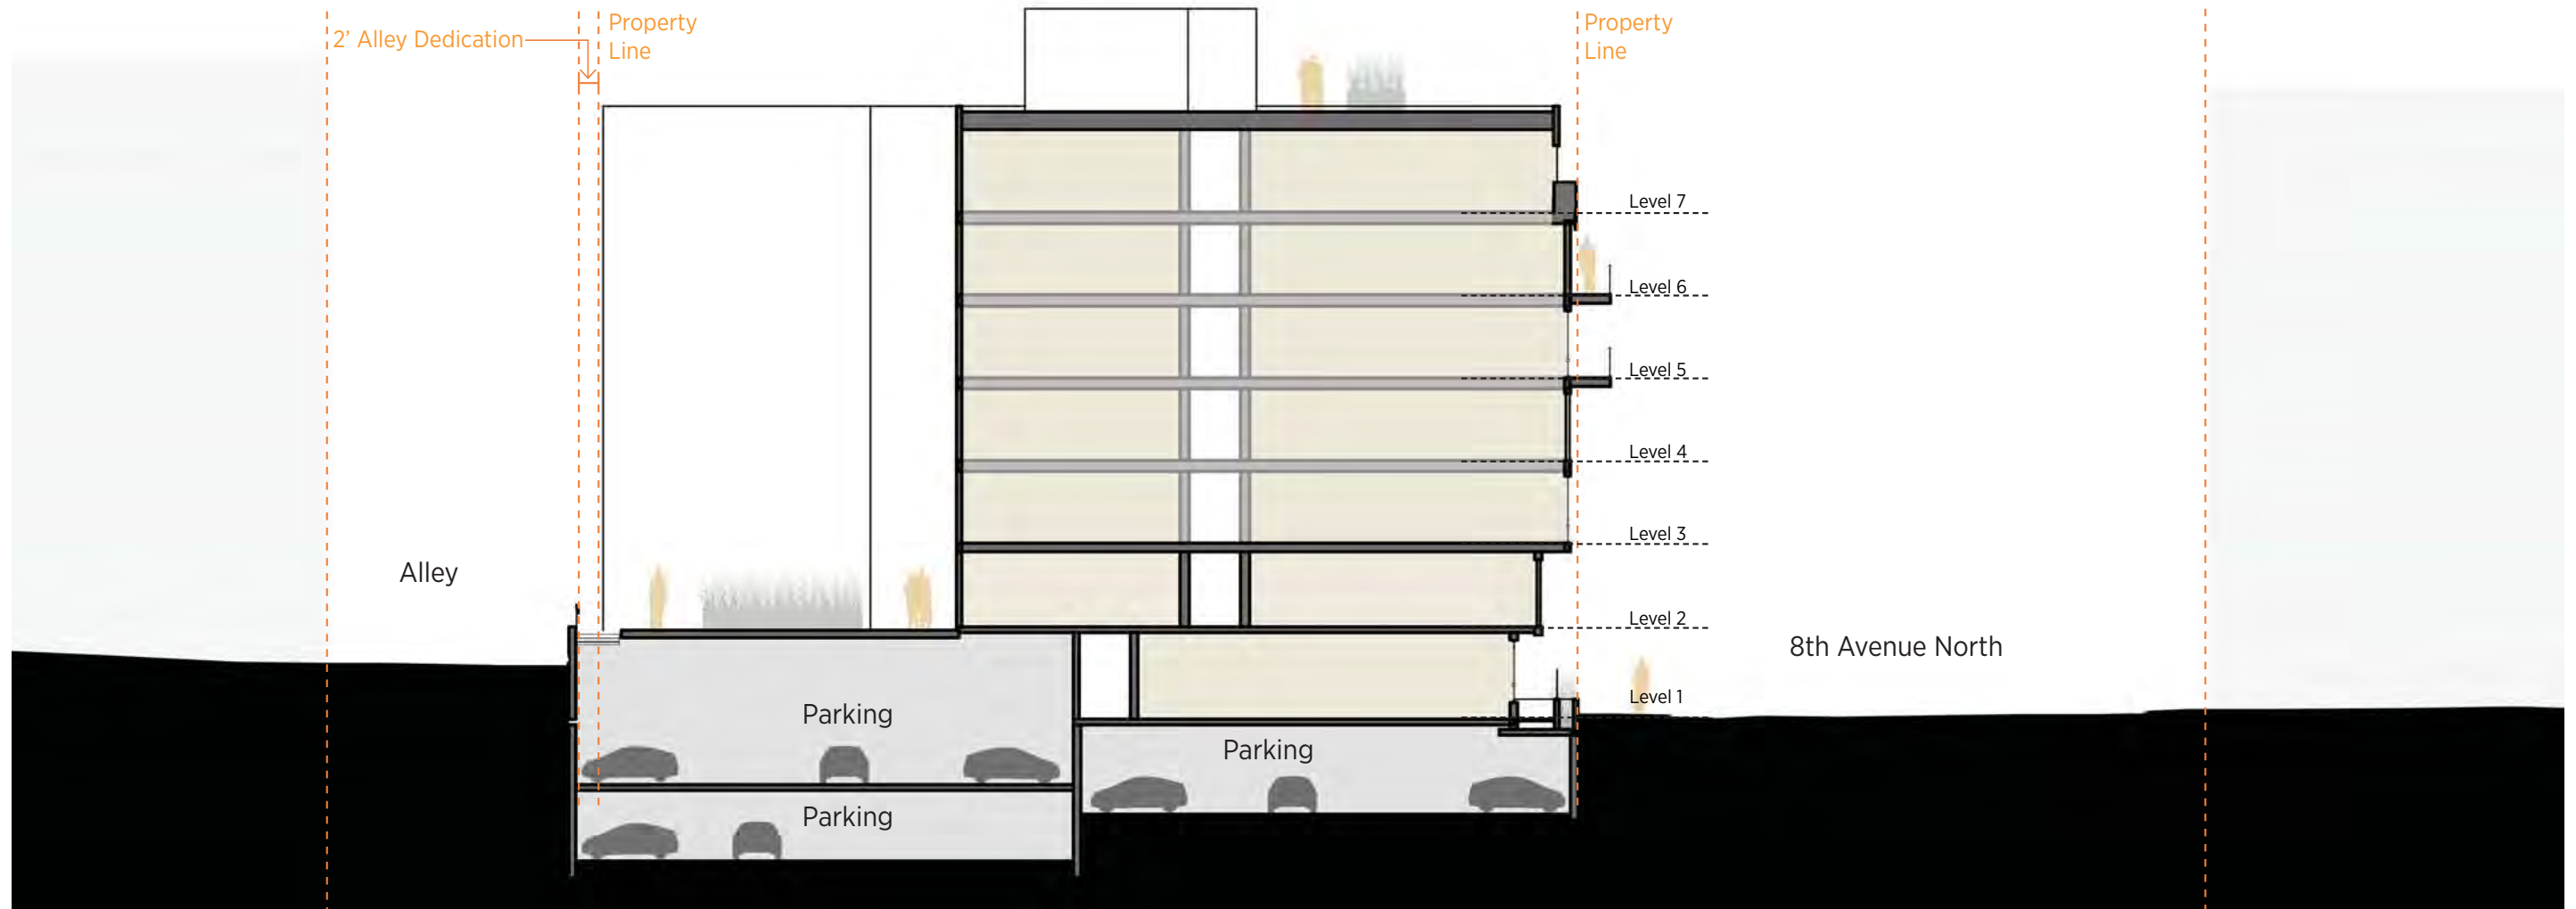 2’ Alley Dedication
Property
Line
Property
Line
Level 7
Level 6
Level 5
Level 4
Level 3
Level 2
Level 1
Alley
8th Avenue North
Parking
Parking
Parking